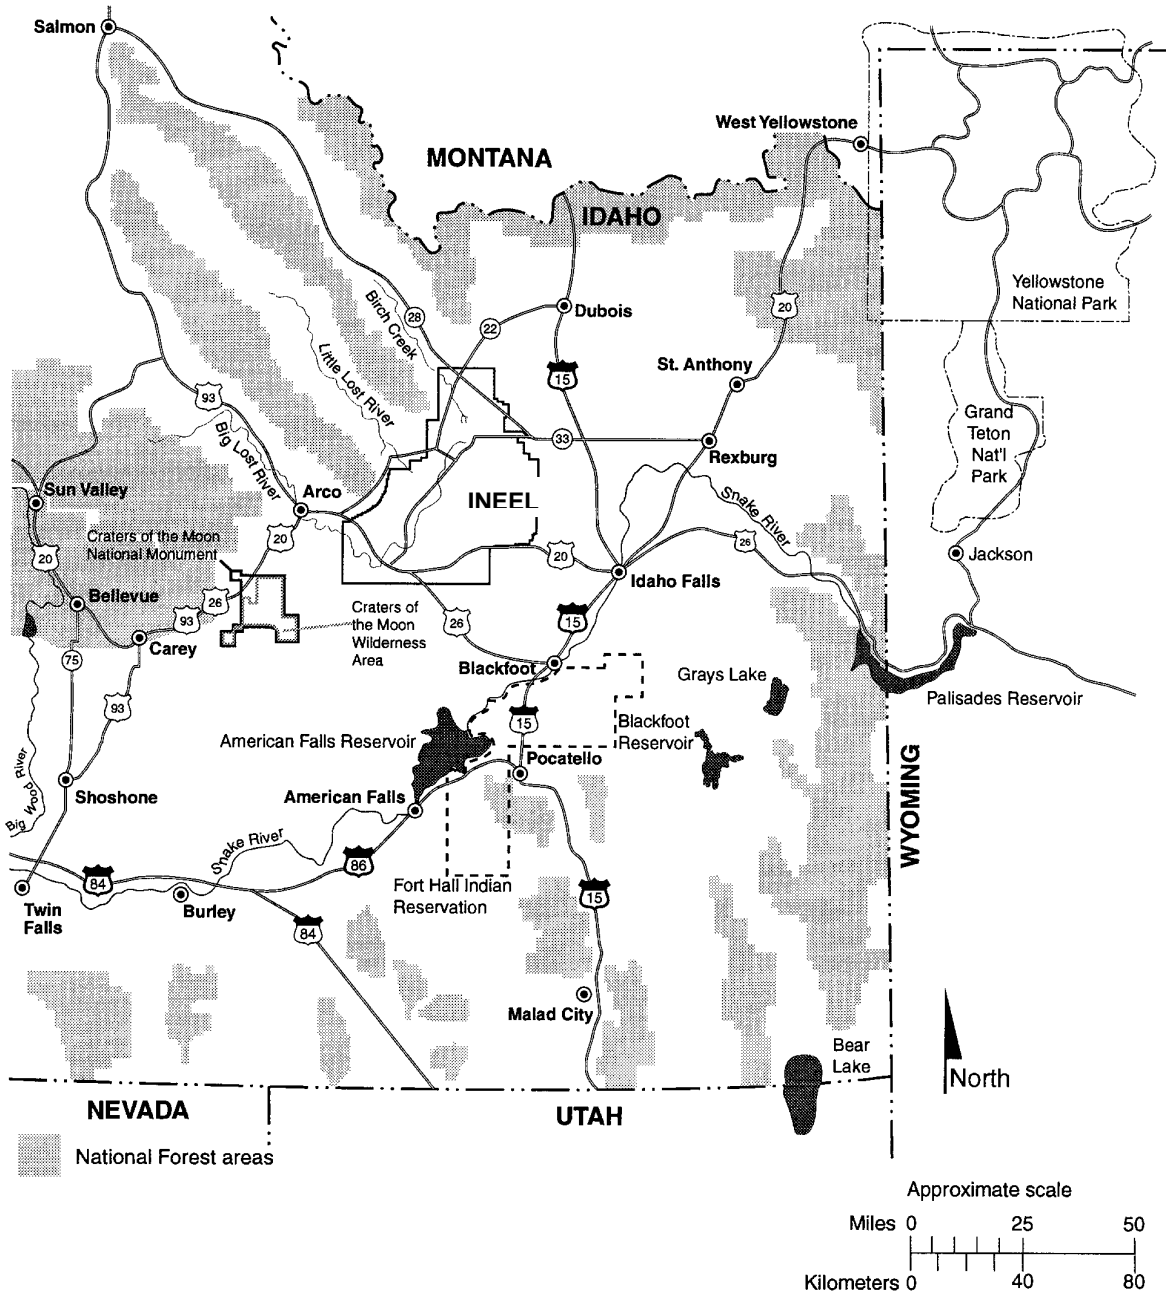 Salmon
West Yellowstone
MONTANA
IDAHO
Yellowstone
National Park
Birch Creek
28
22
Dubois
20
Little Lost River
15
St. Anthony
93
Grand
Teton
Nat'l
Park
Big Lost River
33
Rexburg
Sun Valley
Arco
INEEL
Snake River
Craters of the Moon
National Monument
20
26
20
20
Jackson
Idaho Falls
Bellevue
26
93
Craters of
the Moon
Wilderness
Area
26
15
Carey
75
Blackfoot
Grays Lake
Palisades Reservoir
93
15
Blackfoot
Reservoir
American Falls Reservoir
Pocatello
WYOMING
Big Wood River
Shoshone
American Falls
Snake River
86
84
Fort Hall Indian
Reservation
15
Twin
Falls
Burley
84
Malad City
Bear
Lake
North
NEVADA
UTAH
National Forest areas
Approximate scale
Miles 0 25 50
Kilometers 0 40 80